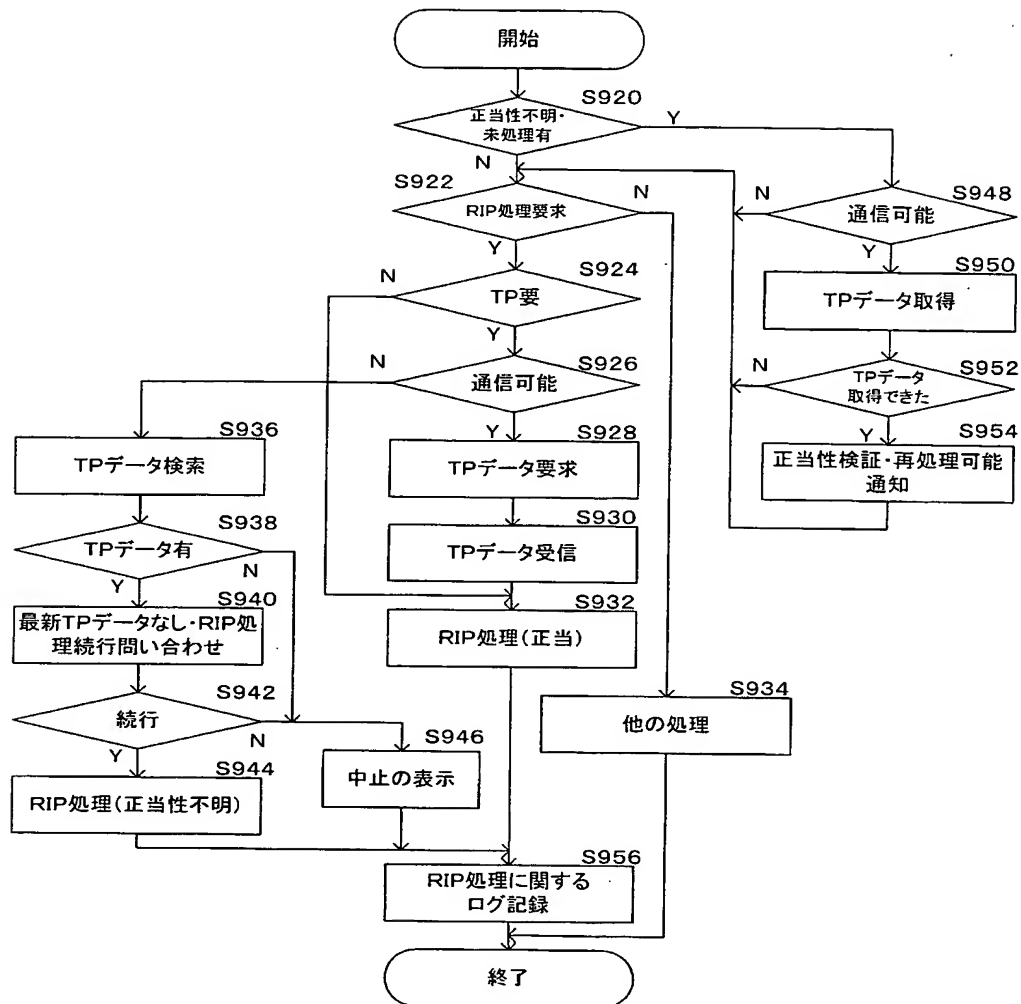 開始
S920
正当性不明・
未処理有
Y
N
S922
RIP処理要求
N
Y
S948
通信可能
N
Y
S924
TP要
N
Y
S950
TPデータ取得
S926
通信可能
N
Y
S952
TPデータ
取得できた
N
Y
S954
正当性検証・再処理可能
通知
S936
TPデータ検索
S928
TPデータ要求
S938
TPデータ有
N
Y
S930
TPデータ受信
S940
最新TPデータなし・RIP処
理続行問い合わせ
S932
RIP処理(正当)
S942
続行
N
Y
S934
他の処理
S946
中止の表示
S944
RIP処理(正当性不明)
S956
RIP処理に関する
ログ記録
終了